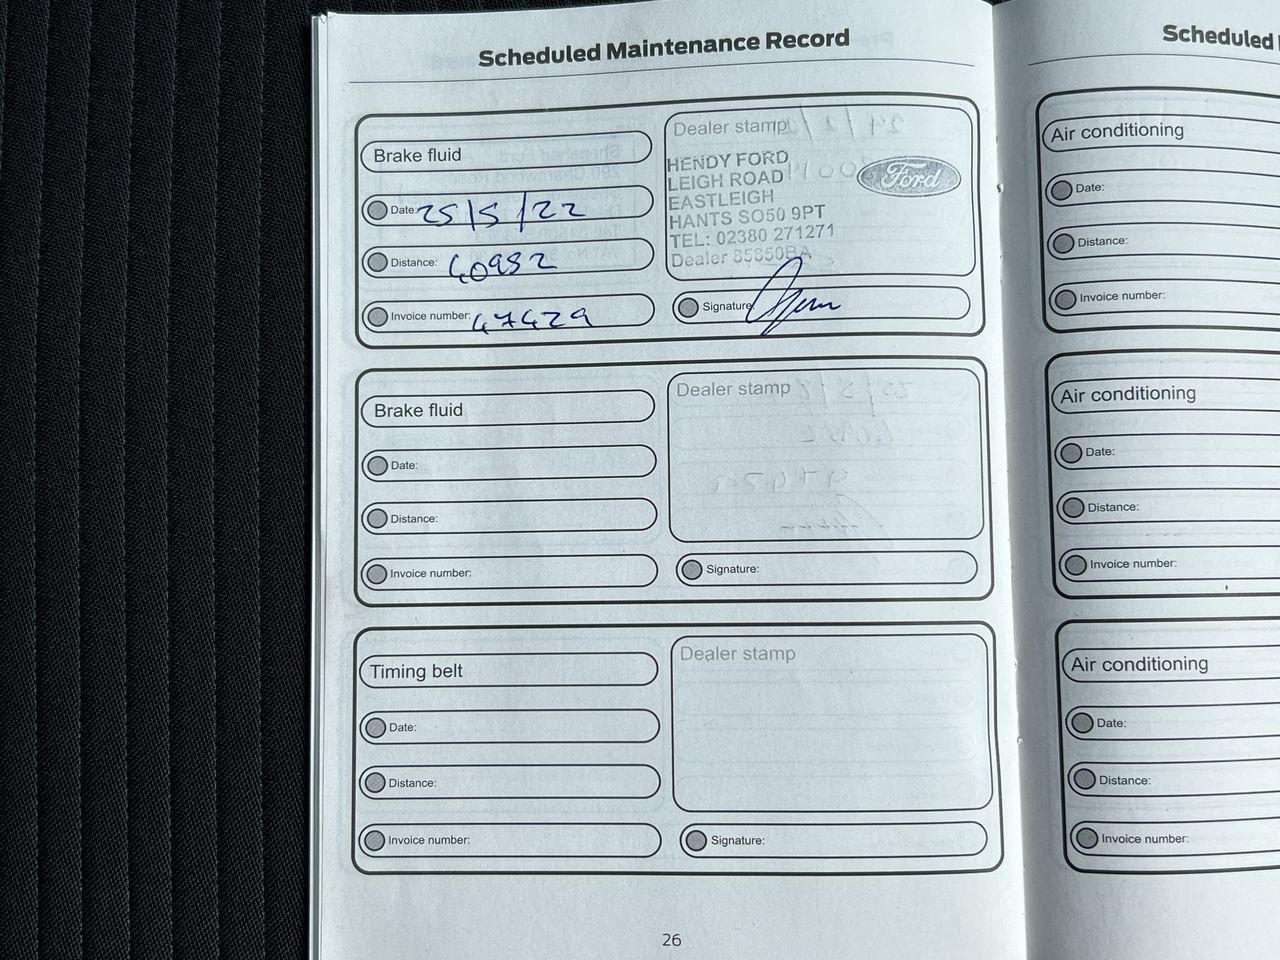 Scheduled Maintenance Record
Brake fluid
Date: 25/5/22
Distance: 40982
Invoice number: 47429
Dealer stamp
HENDY FORD
LEIGH ROAD
EASTLEIGH
HANTS SO50 9PT
TEL: 02380 271271
Dealer 85850BA
Ford
Signature:
Brake fluid
Date:
Distance:
Invoice number:
Dealer stamp
Signature:
Timing belt
Date:
Distance:
Invoice number:
Dealer stamp
Signature:
26
Scheduled
Air conditioning
Date:
Distance:
Invoice number:
Air conditioning
Date:
Distance:
Invoice number:
Air conditioning
Date:
Distance:
Invoice number: